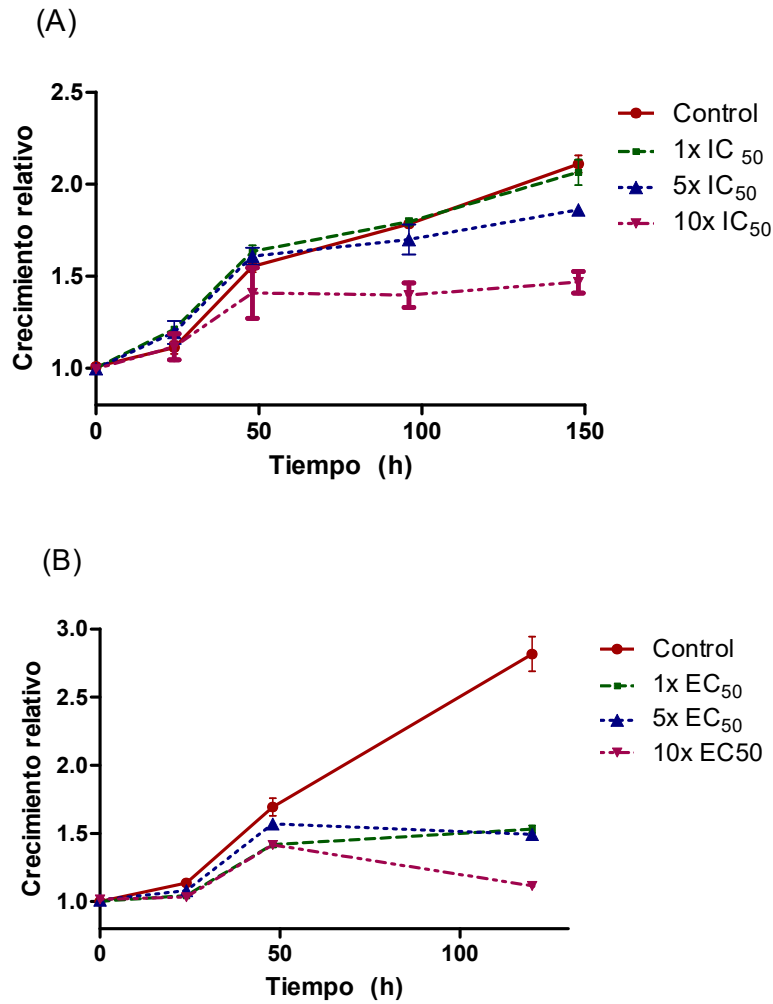 (A)
2.5
2.0
1.5
1.0
Crecimiento relativo
0 50 100 150
Tiempo (h)
Control
1x IC 50
5x IC50
10x IC50
(B)
3.0
2.5
2.0
1.5
1.0
Crecimiento relativo
0 50 100
Tiempo (h)
Control
1x EC50
5x EC50
10x EC50